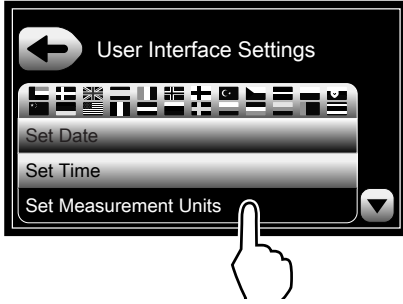 User Interface Settings
Set Date
Set Time
Set Measurement Units